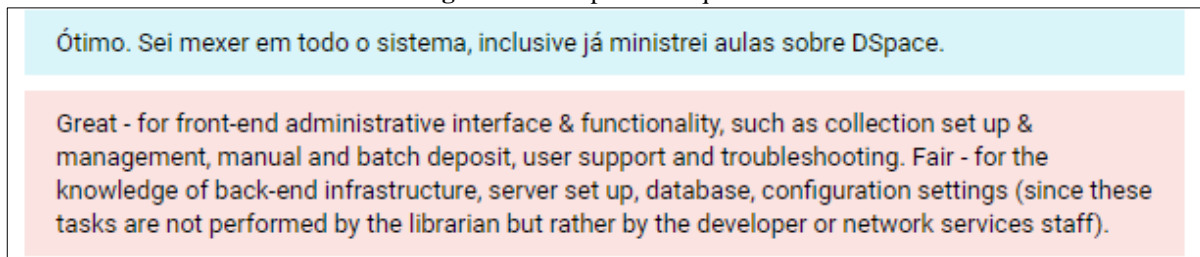 Ótimo. Sei mexer em todo o sistema, inclusive já ministrei aulas sobre DSpace.
Great - for front-end administrative interface & functionality, such as collection set up &
management, manual and batch deposit, user support and troubleshooting. Fair - for the
knowledge of back-end infrastructure, server set up, database, configuration settings (since these
tasks are not performed by the librarian but rather by the developer or network services staff).